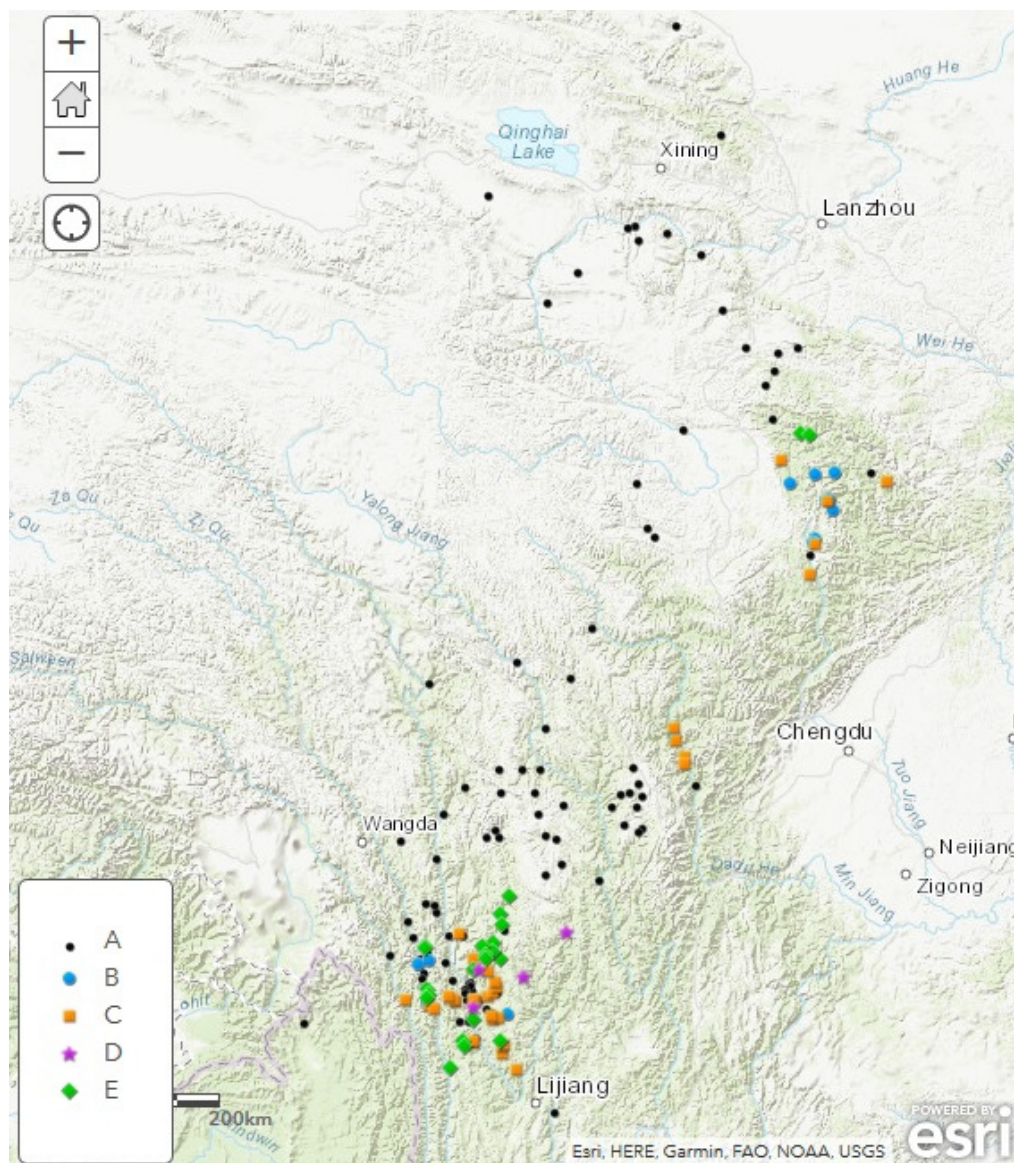 +
−
Huang He
Qinghai
Lake
Xining
Lanzhou
Wei He
Za Qu
Zi Qu
Qu
Yalong Jiang
Salween
Chengdu
Tuo Jiang
Wangda
Neijiang
Dadu He
Min Jiang
Zigong
A
B
C
D
E
Lijiang
200km
POWERED BY
esri
Esri, HERE, Garmin, FAO, NOAA, USGS